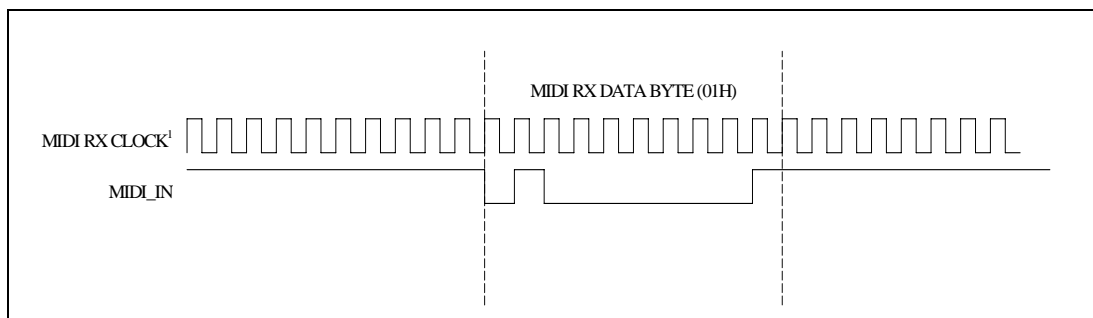 MIDI RX DATA BYTE (01H)
MIDI RX CLOCK¹
MIDI_IN